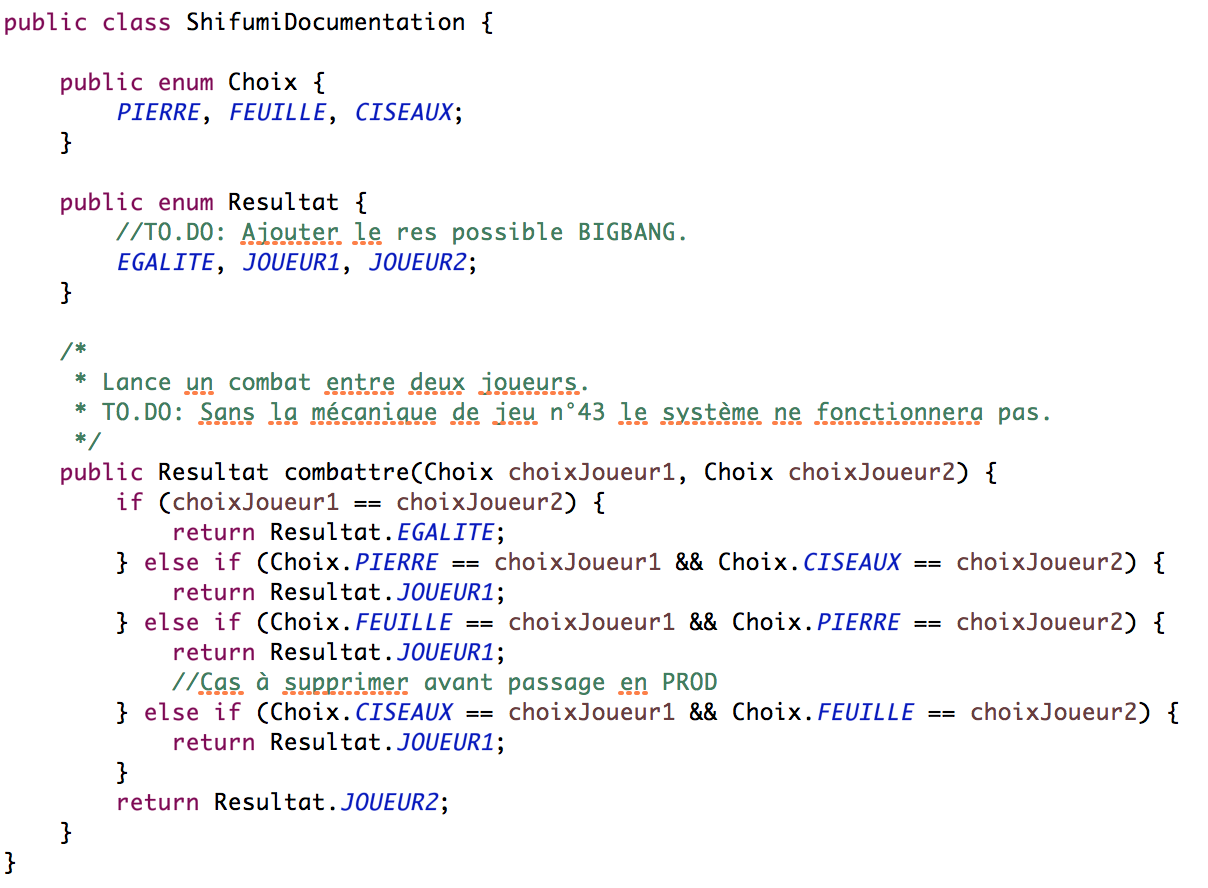 public class ShifumiDocumentation {
public enum Choix {
PIERRE, FEUILLE, CISEAUX;
}
public enum Resultat {
//TO.DO: Ajouter le res possible BIGBANG.
EGALITE, JOUEUR1, JOUEUR2;
}
/*
* Lance un combat entre deux joueurs.
* TO.DO: Sans la mécanique de jeu n°43 le système ne fonctionnera pas.
*/
public Resultat combattre(Choix choixJoueur1, Choix choixJoueur2) {
if (choixJoueur1 == choixJoueur2) {
return Resultat.EGALITE;
} else if (Choix.PIERRE == choixJoueur1 && Choix.CISEAUX == choixJoueur2) {
return Resultat.JOUEUR1;
} else if (Choix.FEUILLE == choixJoueur1 && Choix.PIERRE == choixJoueur2) {
return Resultat.JOUEUR1;
//Cas à supprimer avant passage en PROD
} else if (Choix.CISEAUX == choixJoueur1 && Choix.FEUILLE == choixJoueur2) {
return Resultat.JOUEUR1;
}
return Resultat.JOUEUR2;
}
}